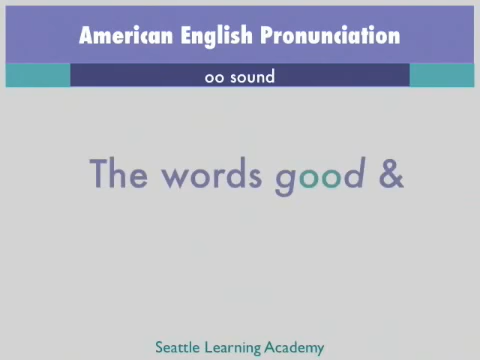 American English Pronunciation
oo sound
The words good &
Seattle Learning Academy